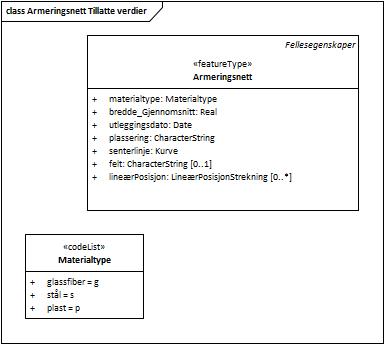 class Armeringsnett Tillatte verdier
Fellesegenskaper
«featureType»
Armeringsnett
+ materialtype: Materialtype
+ bredde_Gjennomsnitt: Real
+ utleggingsdato: Date
+ plassering: CharacterString
+ senterlinje: Kurve
+ felt: CharacterString [0..1]
+ lineærPosisjon: LineærPosisjonStrekning [0..*]
«codeList»
Materialtype
+ glassfiber = g
+ stål = s
+ plast = p